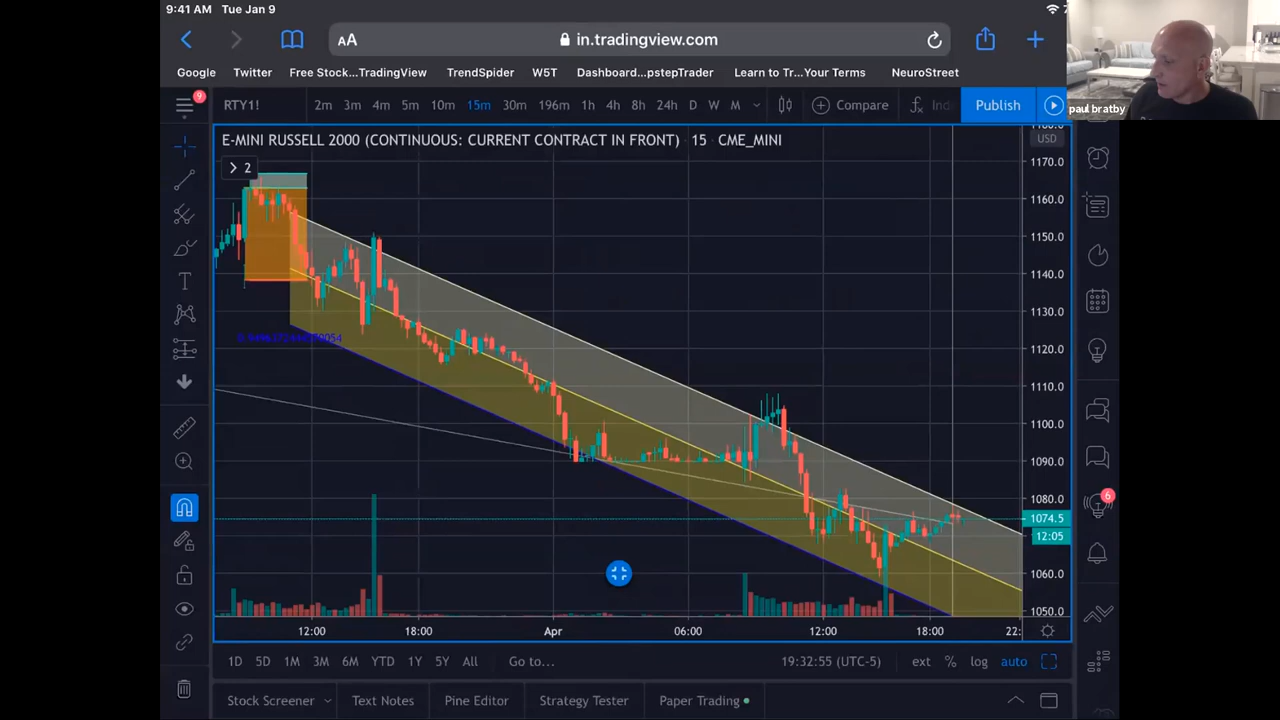 9:41 AM Tue Jan 9
AA in.tradingview.com
Google Twitter Free Stock...TradingView TrendSpider W5T Dashboard...pstepTrader Learn to Tr...Your Terms NeuroStreet
paul bratby
9 RTY1! 2m 3m 4m 5m 10m 15m 30m 196m 1h 4h 8h 24h D W M Compare Publish
E-MINI RUSSELL 2000 (CONTINUOUS: CURRENT CONTRACT IN FRONT) 15 CME_MINI
USD
2
1170.0
1160.0
1150.0
1140.0
1130.0
1120.0
1110.0
1100.0
1090.0
1080.0
6
1074.5
12:05
1060.0
1050.0
12:00 18:00 Apr 06:00 12:00 18:00 22:
1D 5D 1M 3M 6M YTD 1Y 5Y All Go to... 19:32:55 (UTC-5) ext % log auto
Stock Screener Text Notes Pine Editor Strategy Tester Paper Trading